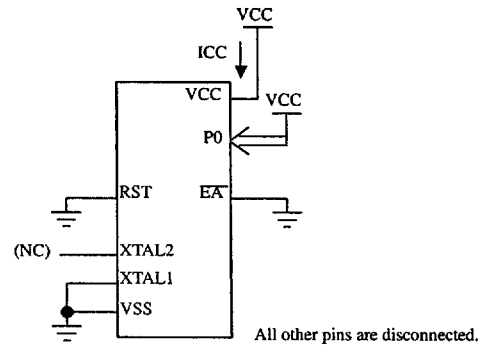 VCC
ICC
VCC
VCC
P0
RST
EA
(NC)
XTAL2
XTAL1
VSS
All other pins are disconnected.